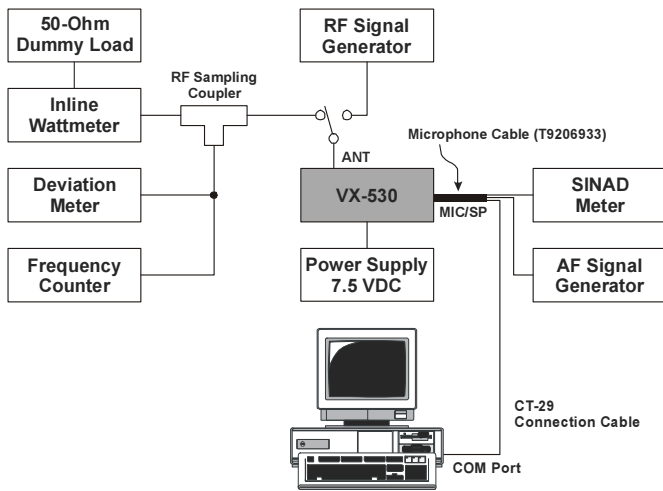 50-Ohm
Dummy Load
RF Signal
Generator
RF Sampling
Coupler
Inline
Wattmeter
Microphone Cable (T9206933)
ANT
Deviation
Meter
VX-530
MIC/SP
SINAD
Meter
Frequency
Counter
Power Supply
7.5 VDC
AF Signal
Generator
CT-29
Connection Cable
COM Port